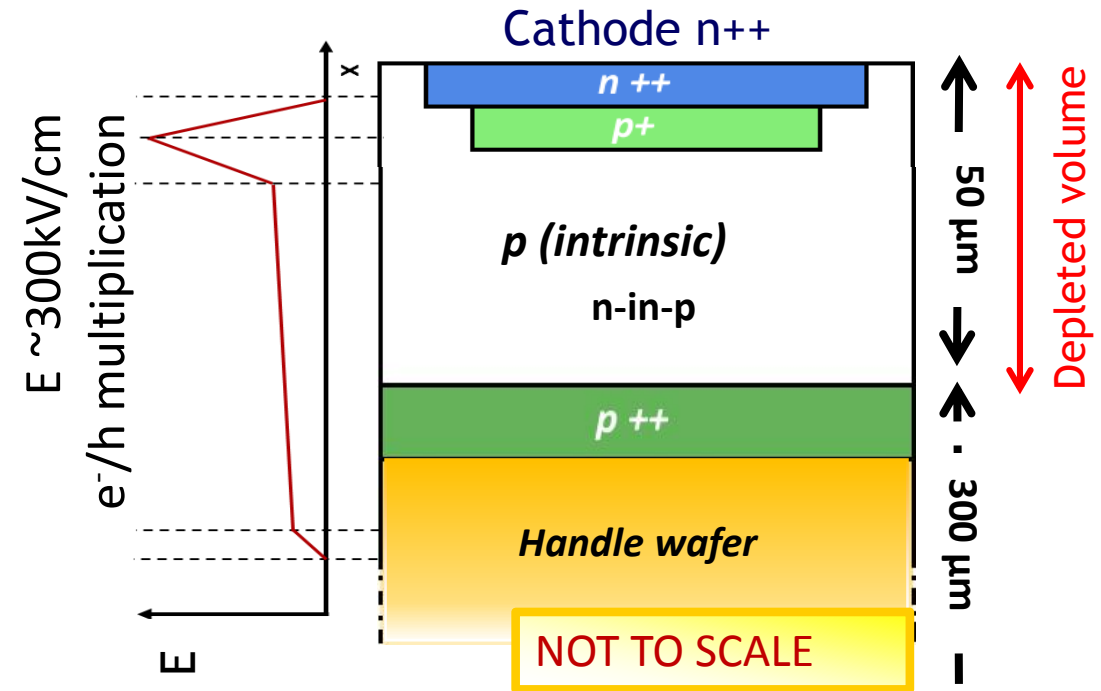 Cathode n++
x
n ++
p+
E ~300kV/cm
e⁻/h multiplication
p (intrinsic)
n-in-p
50 μm
Depleted volume
p ++
Handle wafer
300 μm
E
NOT TO SCALE